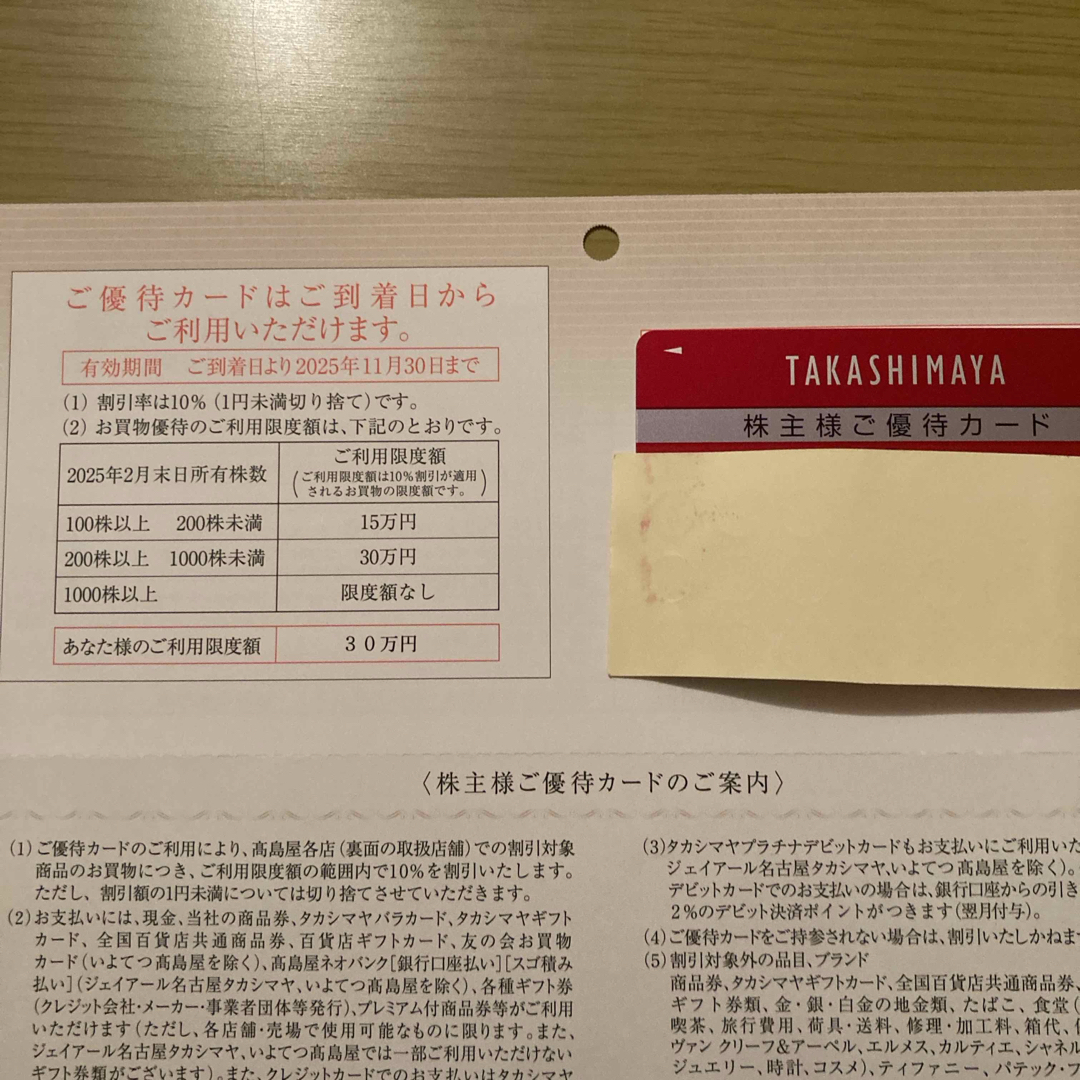 ご優待カードはご到着日から
ご利用いただけます。
有効期間 ご到着日より2025年11月30日まで
(1) 割引率は10% (1円未満切り捨て)です。
(2) お買物優待のご利用限度額は、下記のとおりです。
2025年2月末日所有株数
ご利用限度額
(ご利用限度額は10%割引が適用
されるお買物の限度額です。)
100株以上 200株未満 15万円
200株以上 1000株未満 30万円
1000株以上 限度額なし
あなた様のご利用限度額 30万円
TAKASHIMAYA
株主様ご優待カード
〈株主様ご優待カードのご案内〉
(1)ご優待カードのご利用により、髙島屋各店(裏面の取扱店舗)での割引対象
商品のお買物につき、ご利用限度額の範囲内で10%を割引いたします。
ただし、割引額の1円未満については切り捨てさせていただきます。
(2)お支払いには、現金、当社の商品券、タカシマヤバラカード、タカシマヤギフト
カード、全国百貨店共通商品券、百貨店ギフトカード、友の会お買物
カード(いよてつ髙島屋を除く)、髙島屋ネオバンク[銀行口座払い][スゴ積み
払い](ジェイアール名古屋タカシマヤ、いよてつ髙島屋を除く)、各種ギフト券
(クレジット会社・メーカー・事業者団体等発行)、プレミアム付商品券等がご利用
いただけます(ただし、各店舗・売場で使用可能なものに限ります。また、
ジェイアール名古屋タカシマヤ、いよてつ髙島屋では一部ご利用いただけない
ギフト券類がございます)。また、クレジットカードでのお支払いはタカシマヤ
(3)タカシマヤプラチナデビットカードもお支払いにご利用いた
ジェイアール名古屋タカシマヤ、いよてつ髙島屋を除く)。
デビットカードでのお支払いの場合は、銀行口座からの引き
2%のデビット決済ポイントがつきます(翌月付与)。
(4)ご優待カードをご持参されない場合は、割引いたしかねま
(5)割引対象外の品目、ブランド
商品券、タカシマヤギフトカード、全国百貨店共通商品券、
ギフト券類、金・銀・白金の地金類、たばこ、食堂(
喫茶、旅行費用、荷具・送料、修理・加工料、箱代、
ヴァン クリーフ&アーペル、エルメス、カルティエ、シャネル
ジュエリー、時計、コスメ)、ティファニー、パテック・フ